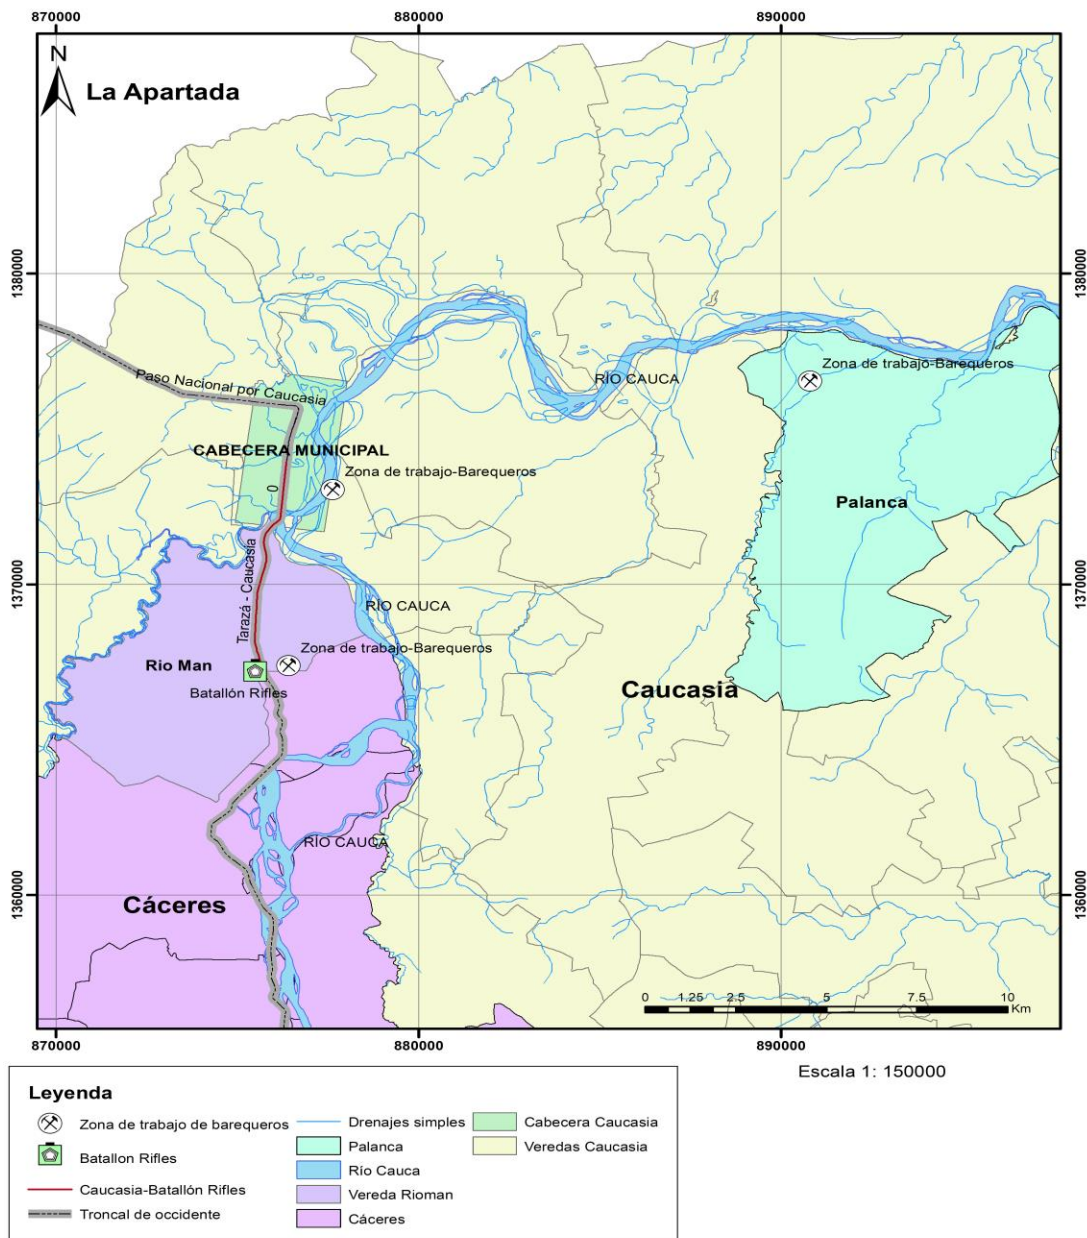 870000
880000
890000
N
La Apartada
1380000
1380000
Paso Nacional por Caucasia
RÍO CAUCA
Zona de trabajo-Barequeros
CABECERA MUNICIPAL
Zona de trabajo-Barequeros
0
Palanca
Tarazá - Caucasia
1370000
1370000
RÍO CAUCA
Zona de trabajo-Barequeros
Rio Man
Batallón Rifles
Caucasia
RÍO CAUCA
Cáceres
1360000
1360000
0 1.25 2.5 5 7.5 10
Km
870000
880000
890000
Escala 1: 150000
Leyenda
Zona de trabajo de barequeros
Batallon Rifles
Caucasia-Batallón Rifles
Troncal de occidente
Drenajes simples
Palanca
Río Cauca
Vereda Rioman
Cáceres
Cabecera Caucasia
Veredas Caucasia